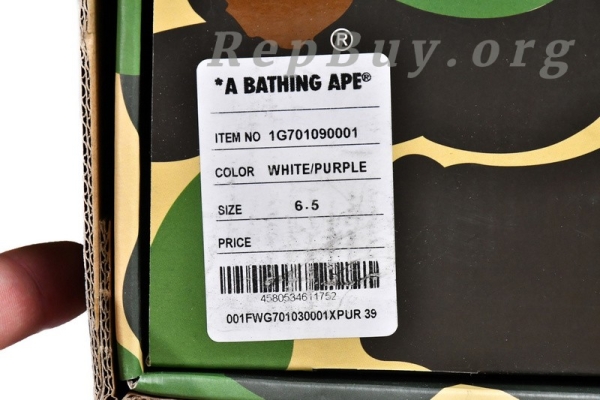 RepBuy.org
®
*A BATHING APE®
ITEM NO 1G701090001
COLOR WHITE/PURPLE
SIZE 6.5
PRICE
4580534611752
001FWG701030001XPUR 39